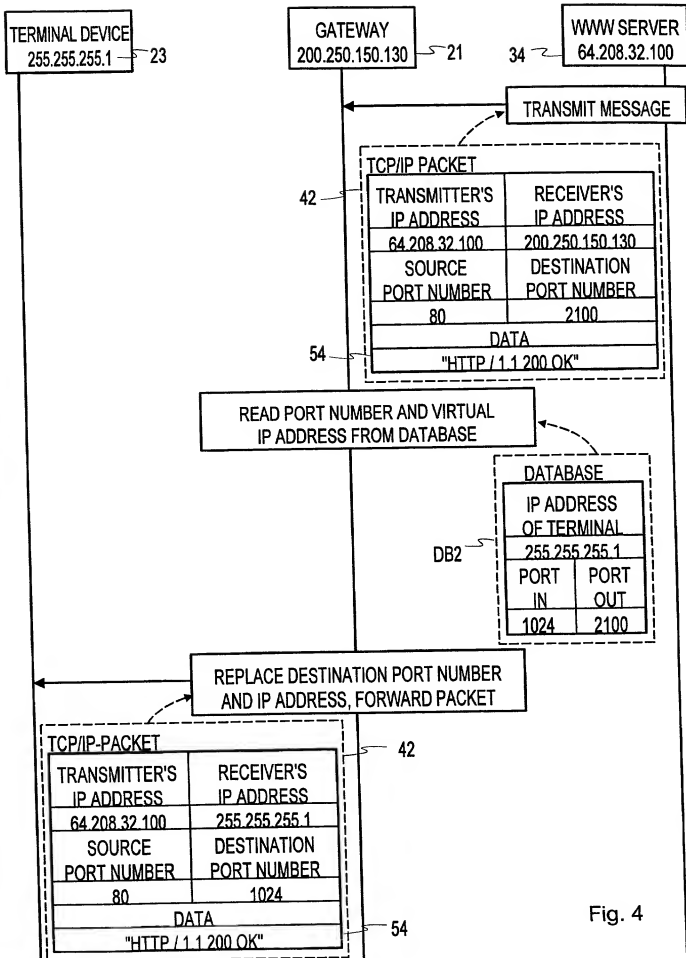 TERMINAL DEVICE
255.255.255.1
23
GATEWAY
200.250.150.130
21
34
WWW SERVER
64.208.32.100
TRANSMIT MESSAGE
TCP/IP PACKET
42
TRANSMITTER'S
IP ADDRESS
RECEIVER'S
IP ADDRESS
64.208.32.100
200.250.150.130
SOURCE
PORT NUMBER
DESTINATION
PORT NUMBER
80
2100
DATA
54
"HTTP / 1.1 200 OK"
READ PORT NUMBER AND VIRTUAL
IP ADDRESS FROM DATABASE
DATABASE
IP ADDRESS
OF TERMINAL
DB2
255.255.255.1
PORT
IN
PORT
OUT
1024
2100
REPLACE DESTINATION PORT NUMBER
AND IP ADDRESS, FORWARD PACKET
TCP/IP-PACKET
42
TRANSMITTER'S
IP ADDRESS
RECEIVER'S
IP ADDRESS
64.208.32.100
255.255.255.1
SOURCE
PORT NUMBER
DESTINATION
PORT NUMBER
80
1024
DATA
54
"HTTP / 1.1 200 OK"
Fig. 4